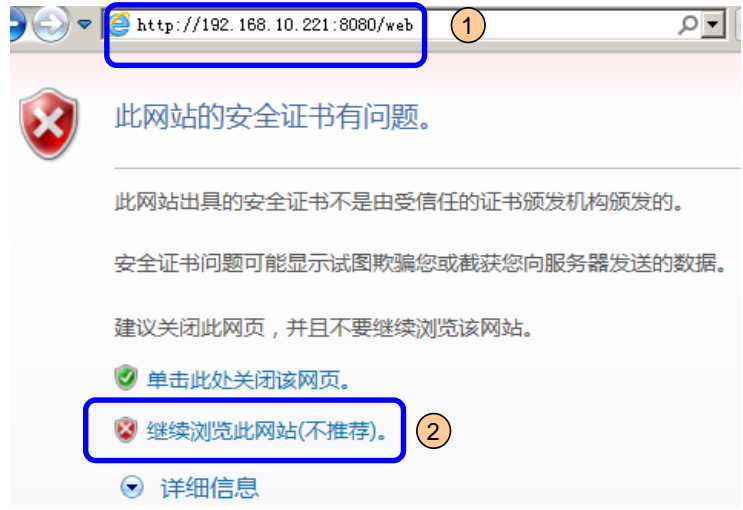 http://192.168.10.221:8080/web 1
此网站的安全证书有问题。
此网站出具的安全证书不是由受信任的证书颁发机构颁发的。
安全证书问题可能显示试图欺骗您或截获您向服务器发送的数据。
建议关闭此网页，并且不要继续浏览该网站。
单击此处关闭该网页。
继续浏览此网站(不推荐)。 2
详细信息